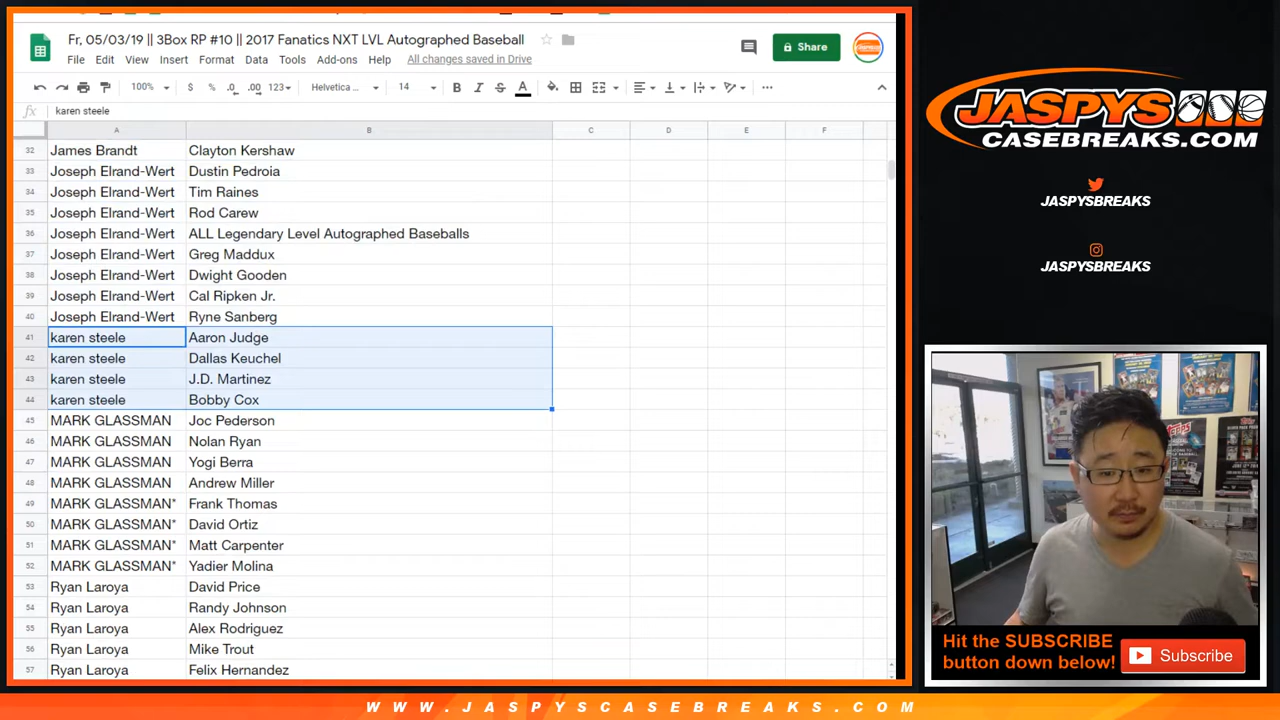 Fr, 05/03/19 || 3Box RP #10 || 2017 Fanatics NXT LVL Autographed Baseball
File Edit View Insert Format Data Tools Add-ons Help All changes saved in Drive
Share
100% $ % .0 .00 123 Helvetica ... 14 B I S A
fx karen steele
A B C D E F
32 James Brandt Clayton Kershaw
33 Joseph Elrand-Wert Dustin Pedroia
34 Joseph Elrand-Wert Tim Raines
35 Joseph Elrand-Wert Rod Carew
36 Joseph Elrand-Wert ALL Legendary Level Autographed Baseballs
37 Joseph Elrand-Wert Greg Maddux
38 Joseph Elrand-Wert Dwight Gooden
39 Joseph Elrand-Wert Cal Ripken Jr.
40 Joseph Elrand-Wert Ryne Sanberg
41 karen steele Aaron Judge
42 karen steele Dallas Keuchel
43 karen steele J.D. Martinez
44 karen steele Bobby Cox
45 MARK GLASSMAN Joc Pederson
46 MARK GLASSMAN Nolan Ryan
47 MARK GLASSMAN Yogi Berra
48 MARK GLASSMAN Andrew Miller
49 MARK GLASSMAN* Frank Thomas
50 MARK GLASSMAN* David Ortiz
51 MARK GLASSMAN* Matt Carpenter
52 MARK GLASSMAN* Yadier Molina
53 Ryan Laroya David Price
54 Ryan Laroya Randy Johnson
55 Ryan Laroya Alex Rodriguez
56 Ryan Laroya Mike Trout
57 Ryan Laroya Felix Hernandez
JASPYS
CASEBREAKS.COM
JASPYSBREAKS
JASPYSBREAKS
Hit the SUBSCRIBE
button down below!
Subscribe
WWW.JASPYSCASEBREAKS.COM